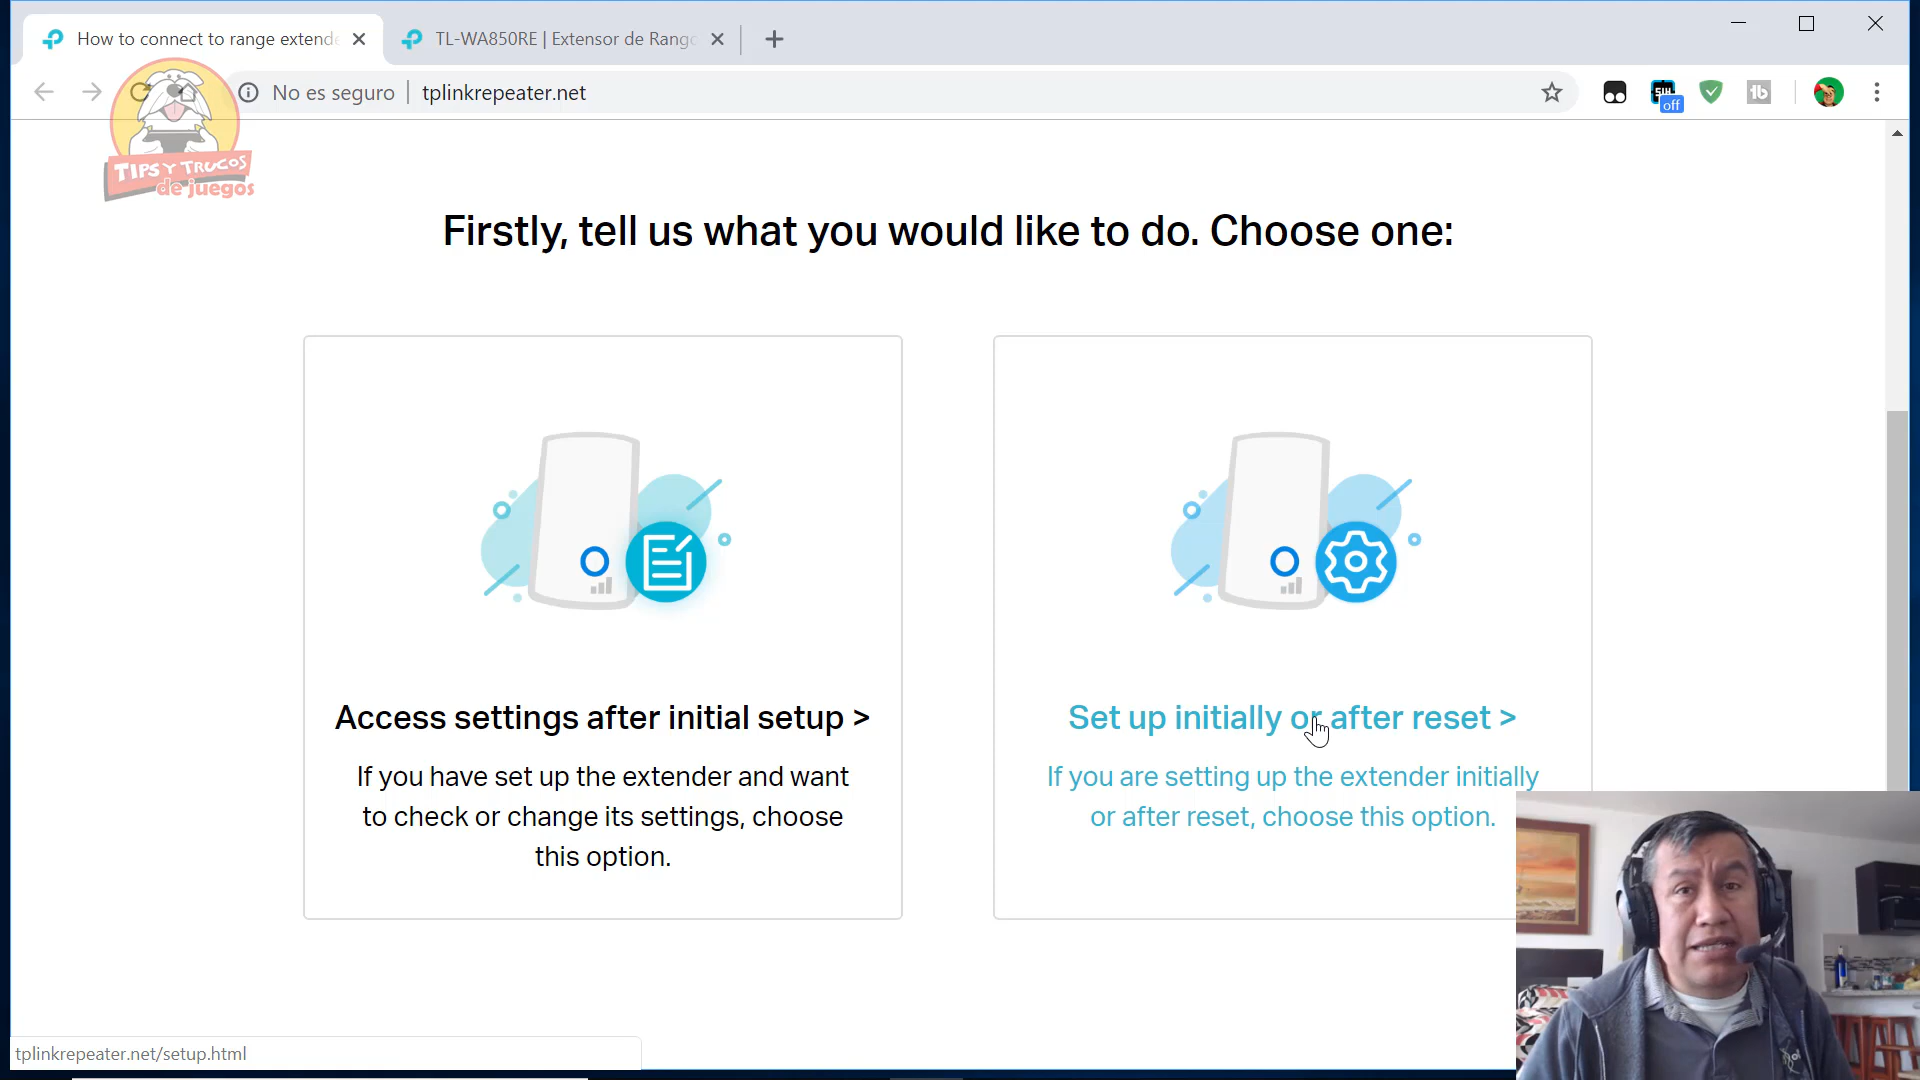 How to connect to range extende
TL-WA850RE | Extensor de Rango
No es seguro
tplinkrepeater.net
off
TIPS Y TRUCOS
de juegos
Firstly, tell us what you would like to do. Choose one:
Access settings after initial setup >
If you have set up the extender and want
to check or change its settings, choose
this option.
Set up initially or after reset >
If you are setting up the extender initially
or after reset, choose this option.
tplinkrepeater.net/setup.html